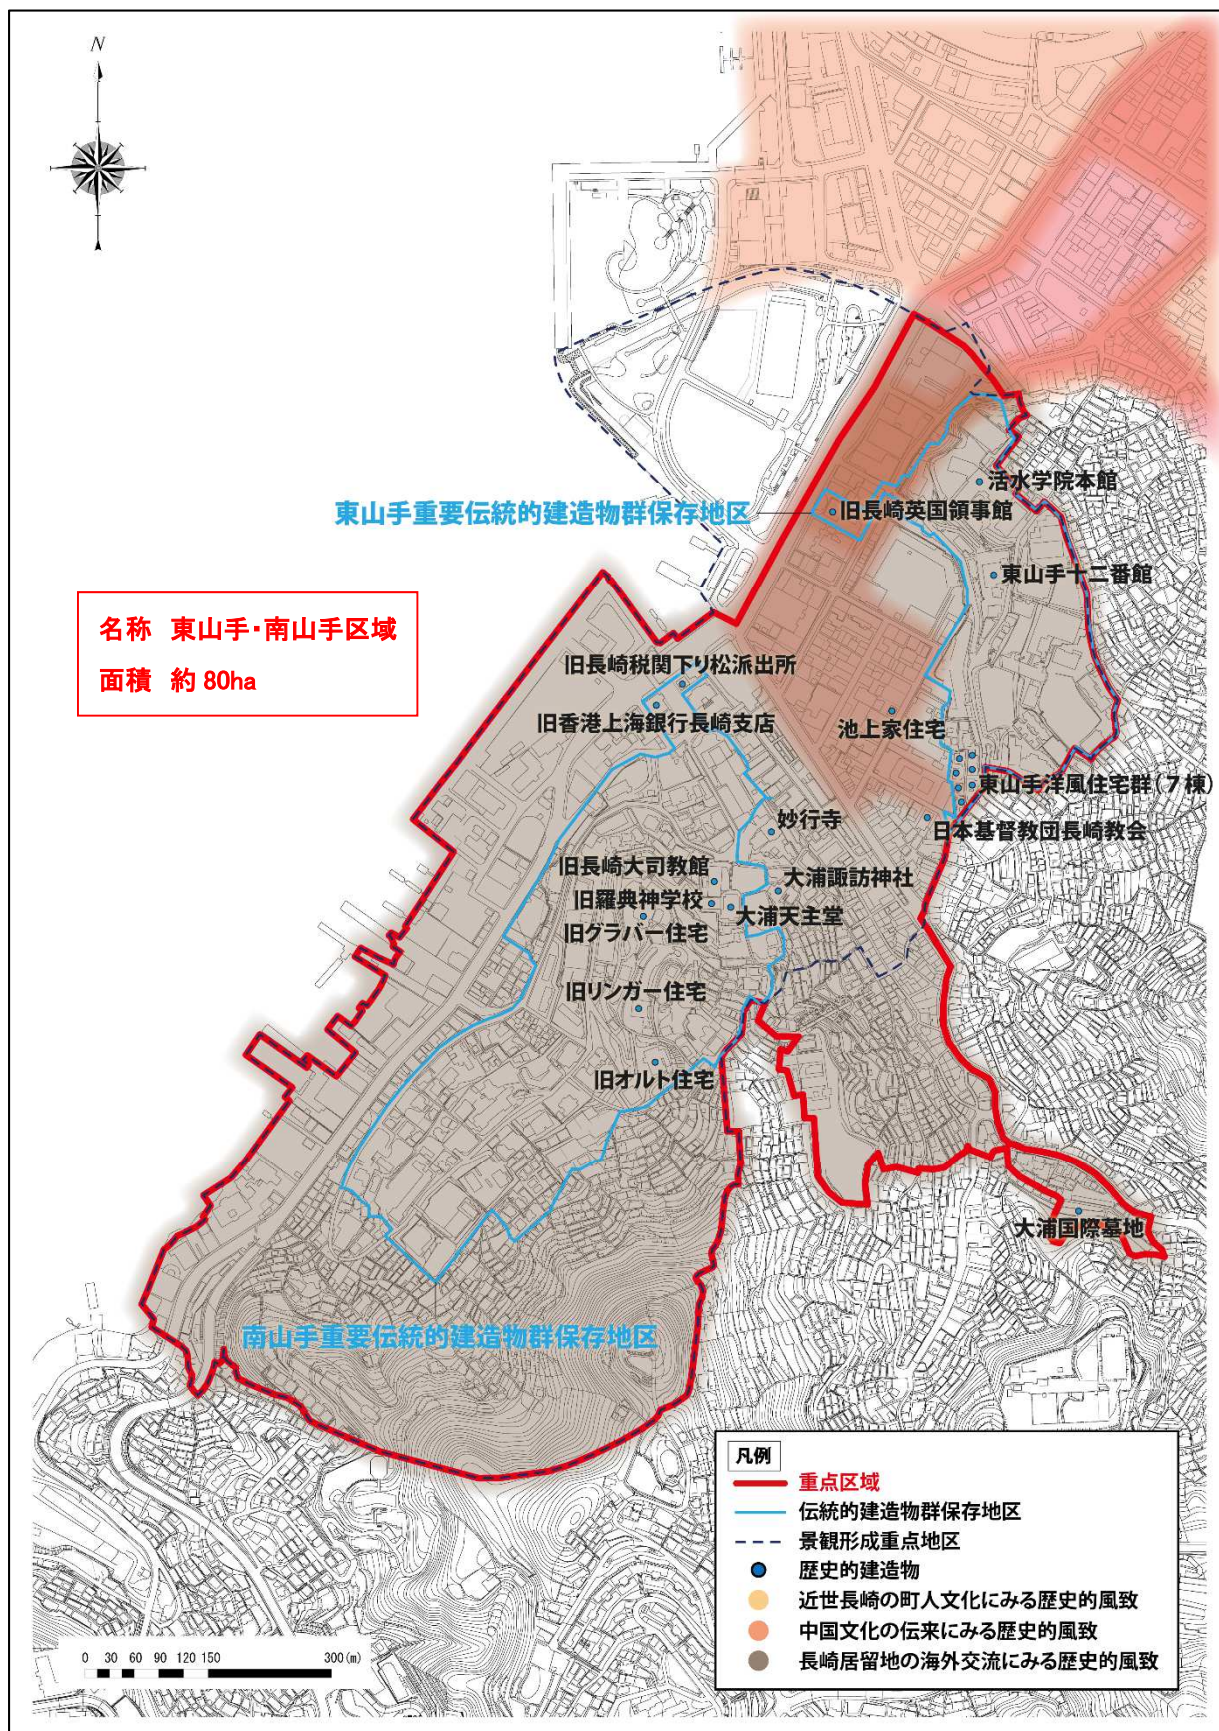 N
活水学院本館
東山手重要伝統的建造物群保存地区
旧長崎英国領事館
東山手十二番館
名称 東山手・南山手区域
面積 約 80ha
旧長崎税関下り松派出所
旧香港上海銀行長崎支店
池上家住宅
東山手洋風住宅群(7棟)
妙行寺
日本基督教団長崎教会
旧長崎大司教館
大浦諏訪神社
旧羅典神学校
大浦天主堂
旧グラバー住宅
旧リンガー住宅
旧オルト住宅
大浦国際墓地
南山手重要伝統的建造物群保存地区
凡例
重点区域
伝統的建造物群保存地区
景観形成重点地区
歴史的建造物
近世長崎の町人文化にみる歴史的風致
中国文化の伝来にみる歴史的風致
長崎居留地の海外交流にみる歴史的風致
0 30 60 90 120 150 300(m)